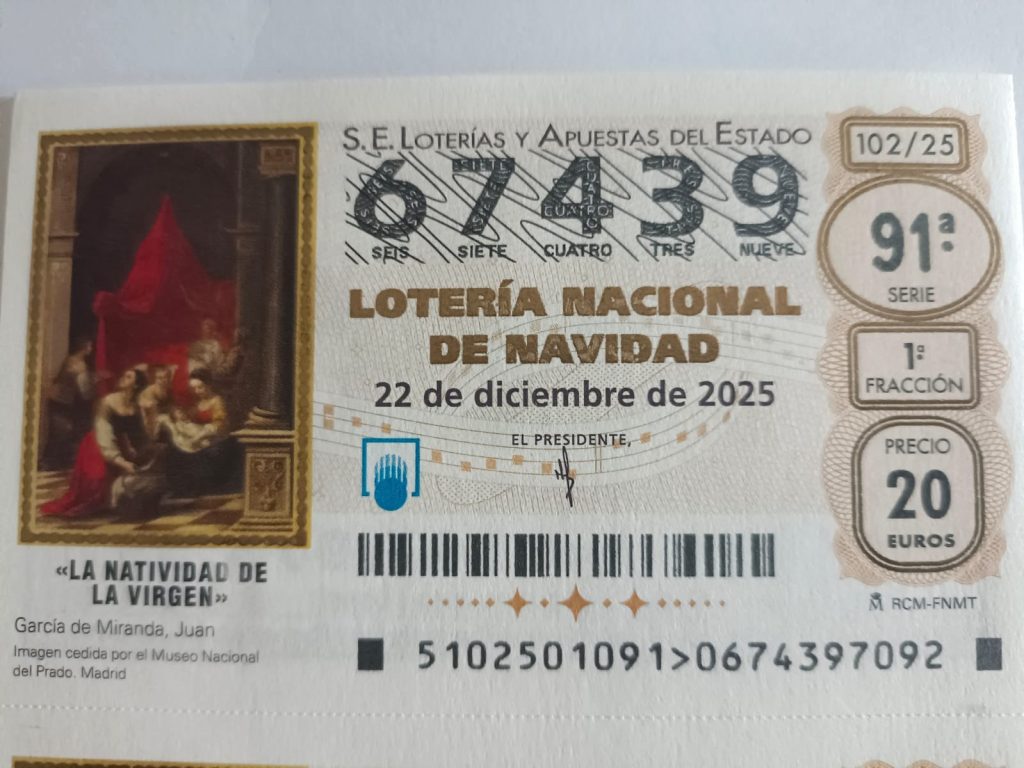 S.E. LOTERÍAS Y APUESTAS DEL ESTADO
67439
SEIS SIETE CUATRO TRES NUEVE
LOTERÍA NACIONAL
DE NAVIDAD
22 de diciembre de 2025
EL PRESIDENTE,
102/25
91ª
SERIE
1ª
FRACCIÓN
PRECIO
20
EUROS
RCM-FNMT
«LA NATIVIDAD DE
LA VIRGEN»
García de Miranda, Juan
Imagen cedida por el Museo Nacional
del Prado. Madrid
5102501091>0674397092